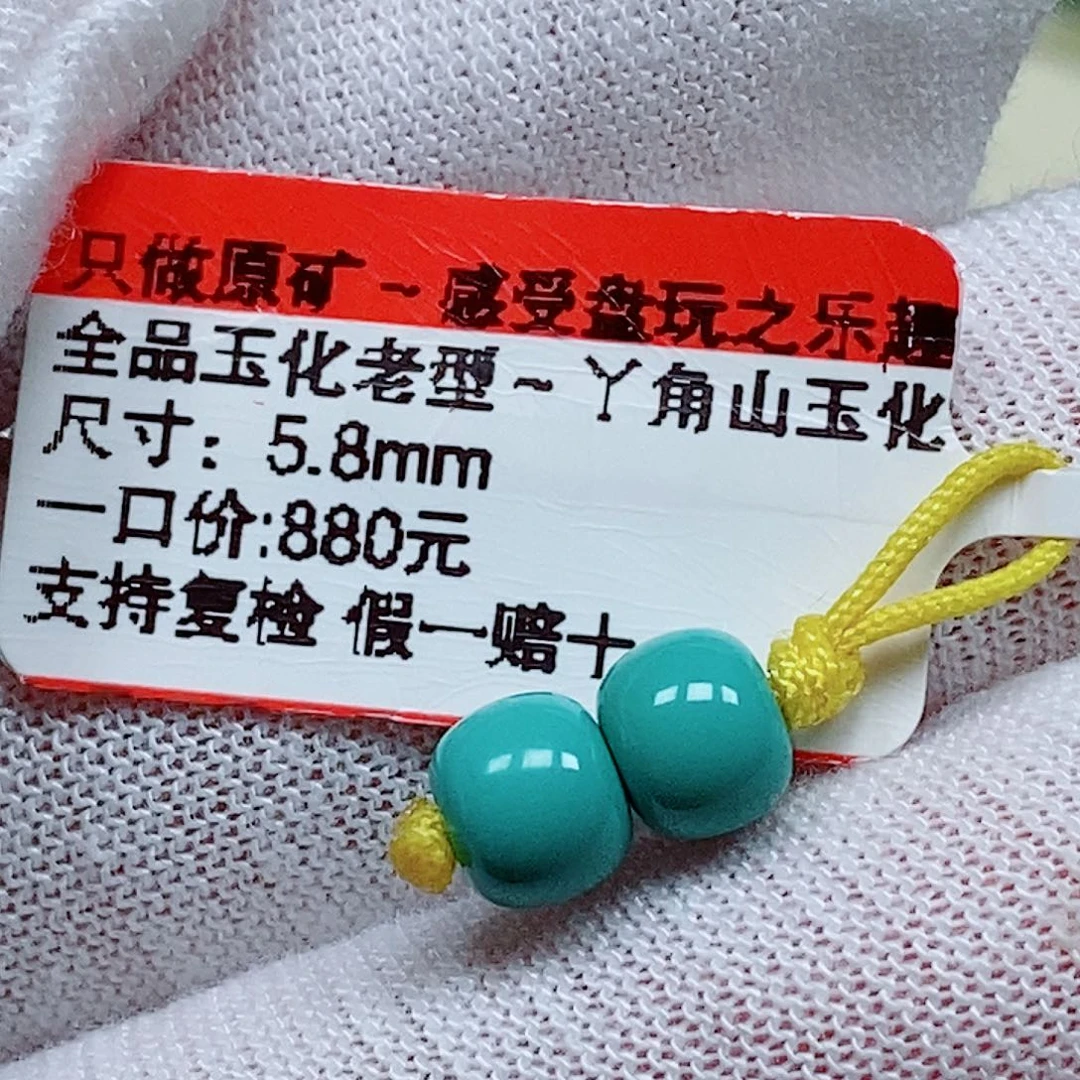 只做原矿~感受盘玩之乐趣
全品玉化老型~丫角山玉化
尺寸：5.8mm
一口价:880元
支持复检 假一赔十